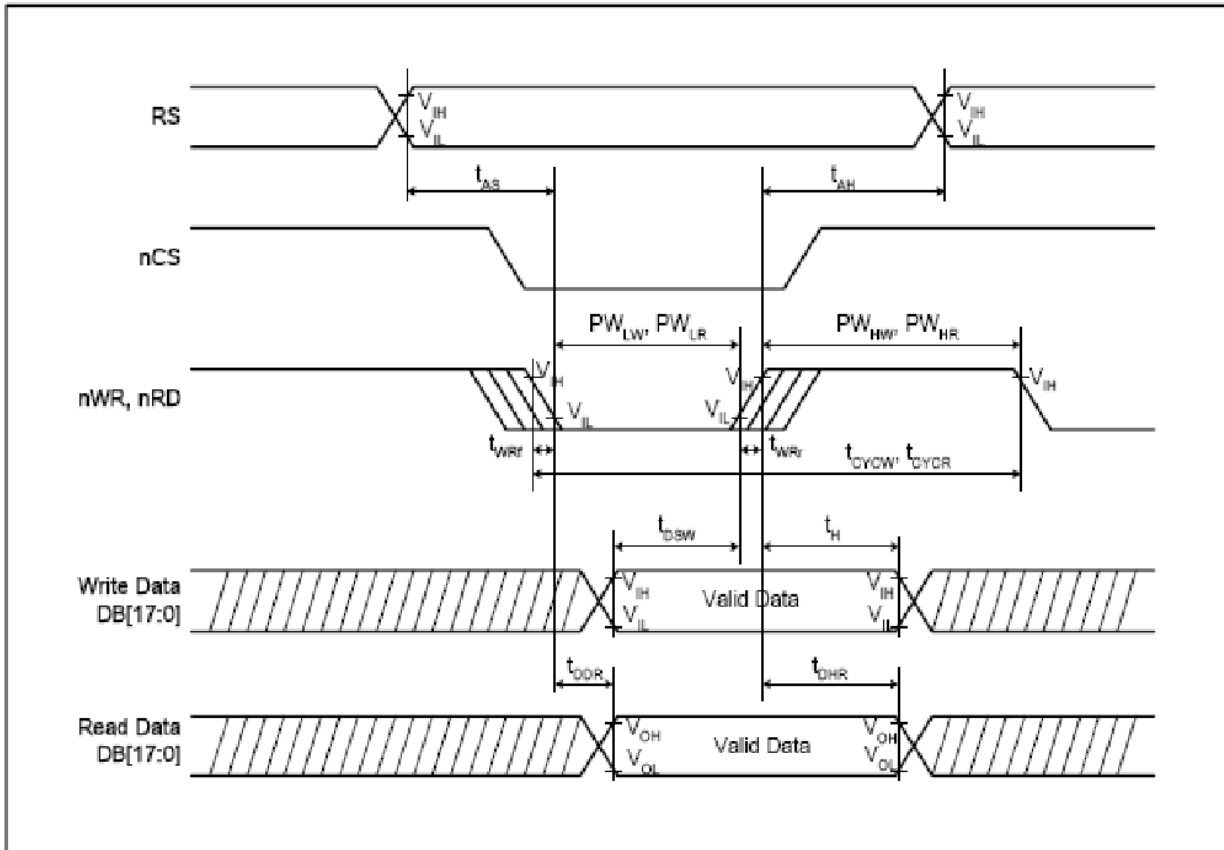 RS
V_IH
V_IL
V_IH
V_IL
t_AS
t_AH
nCS
PW_LW, PW_LR
PW_HW, PW_HR
nWR, nRD
V_IH
V_IL
V_IH
V_IL
V_IH
t_WRf
t_WRr
t_CYCW, t_CYCR
t_DSW
t_H
Write Data
DB[17:0]
V_IH
V_IL
Valid Data
V_IH
V_IL
t_DDR
t_DHR
Read Data
DB[17:0]
V_OH
V_OL
Valid Data
V_OH
V_OL